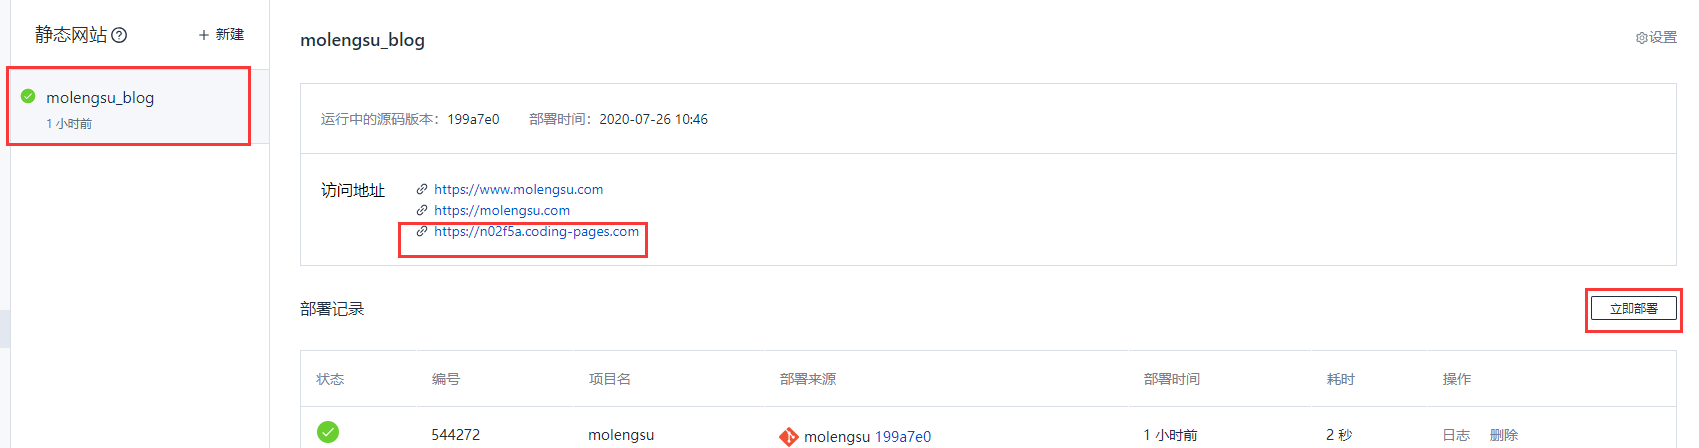 静态网站 + 新建
molengsu_blog
1 小时前
molengsu_blog
设置
运行中的源码版本：199a7e0 部署时间：2020-07-26 10:46
访问地址
https://www.molengsu.com
https://molengsu.com
https://n02f5a.coding-pages.com
部署记录
立即部署
状态 编号 项目名 部署来源 部署时间 耗时 操作
544272 molengsu molengsu 199a7e0 1 小时前 2 秒 日志 删除